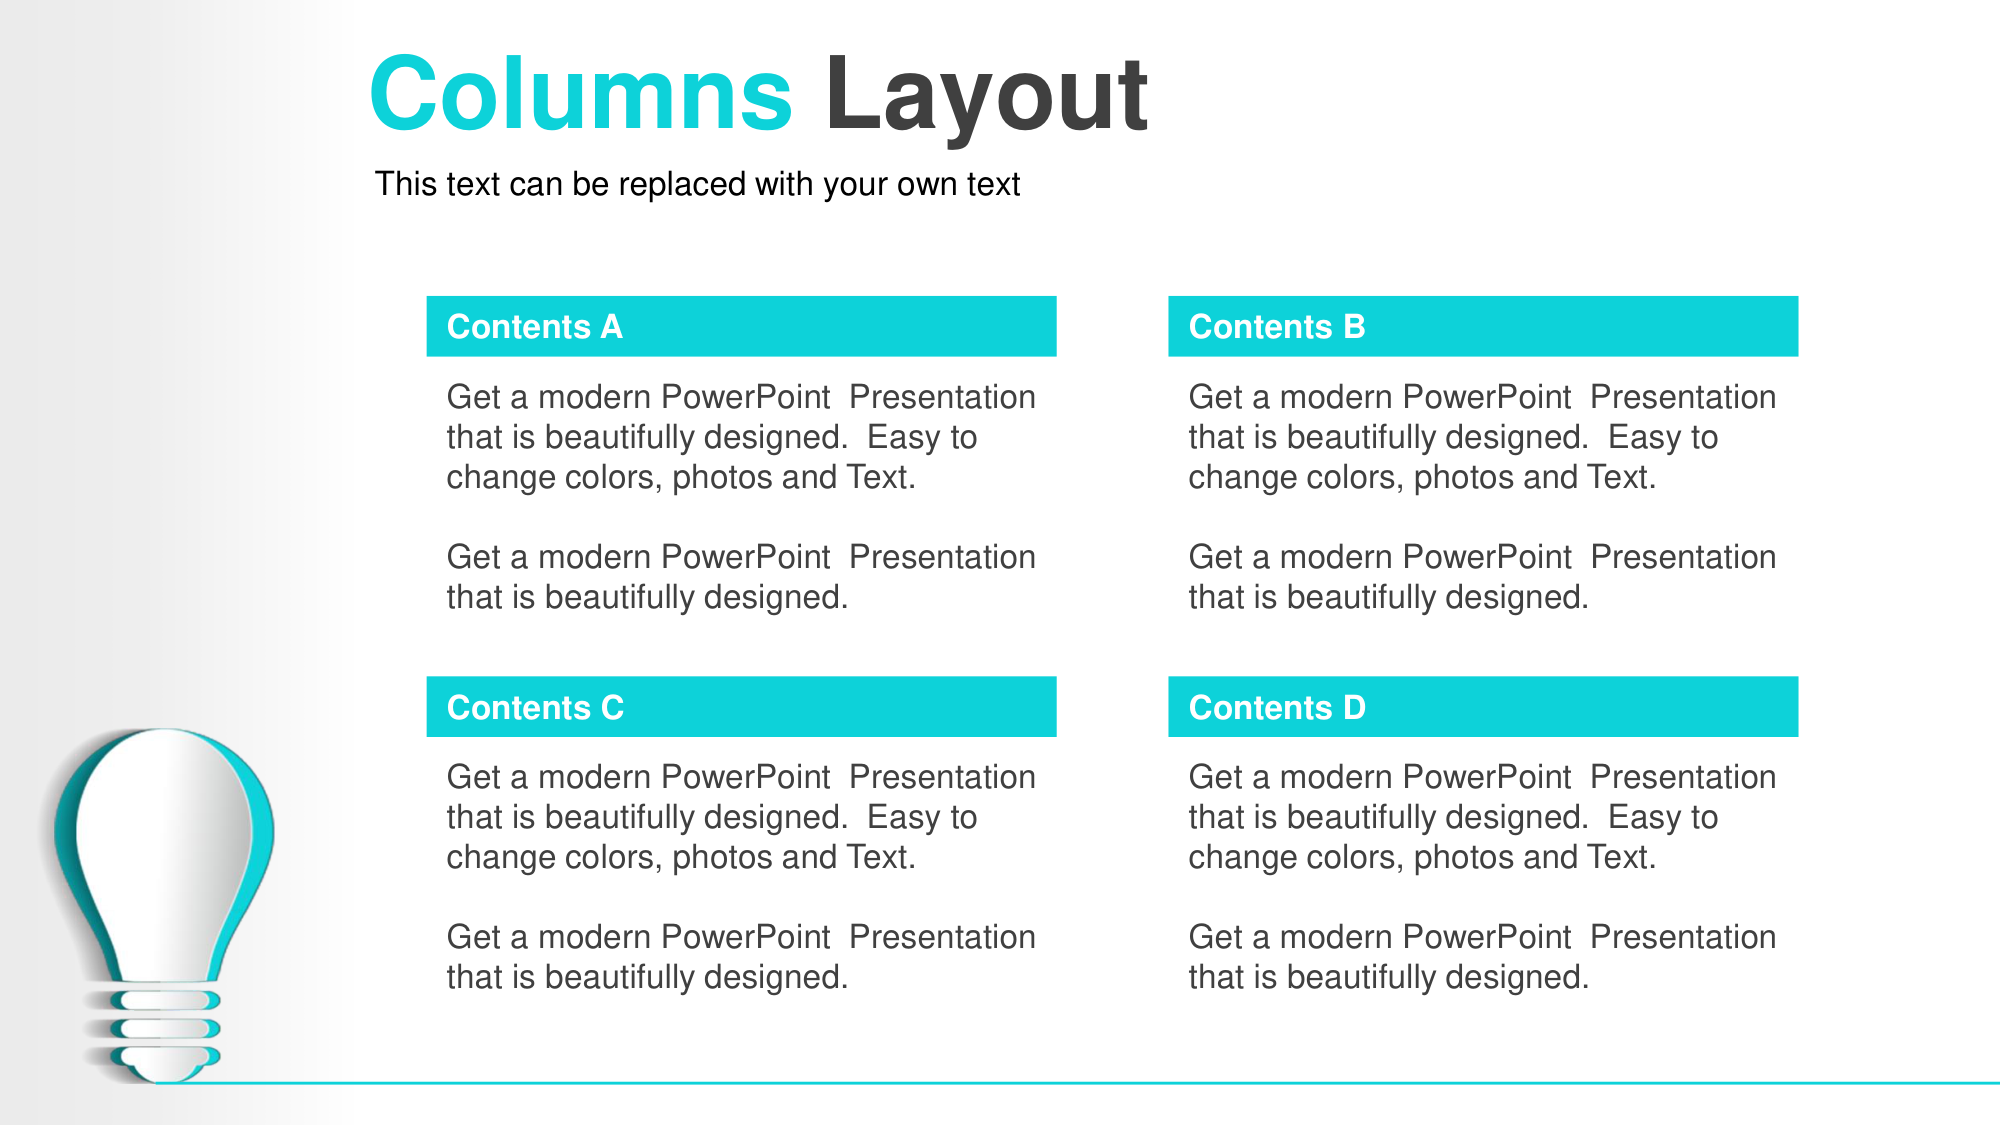 Columns Layout
This text can be replaced with your own text
Contents A
Get a modern PowerPoint  Presentation
that is beautifully designed.  Easy to
change colors, photos and Text.
Get a modern PowerPoint  Presentation
that is beautifully designed.
Contents B
Get a modern PowerPoint  Presentation
that is beautifully designed.  Easy to
change colors, photos and Text.
Get a modern PowerPoint  Presentation
that is beautifully designed.
Contents C
Get a modern PowerPoint  Presentation
that is beautifully designed.  Easy to
change colors, photos and Text.
Get a modern PowerPoint  Presentation
that is beautifully designed.
Contents D
Get a modern PowerPoint  Presentation
that is beautifully designed.  Easy to
change colors, photos and Text.
Get a modern PowerPoint  Presentation
that is beautifully designed.